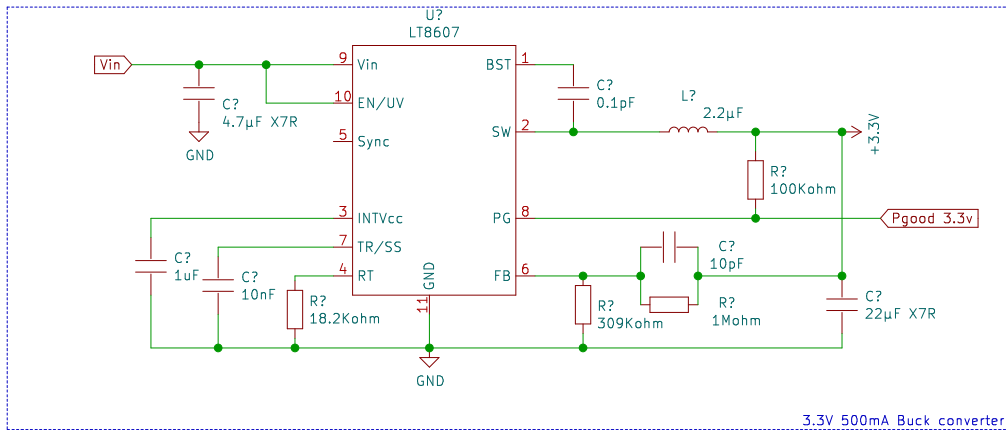 U?
LT8607
Vin
9
Vin
BST
1
10
EN/UV
C?
0.1pF
C?
4.7µF X7R
GND
L?
2.2µF
5
Sync
SW
2
+3.3V
R?
100Kohm
3
INTVcc
PG
8
Pgood 3.3v
7
TR/SS
C?
10pF
4
RT
GND
FB
6
C?
1uF
C?
10nF
R?
18.2Kohm
11
R?
309Kohm
R?
1Mohm
C?
22µF X7R
GND
3.3V 500mA Buck converter